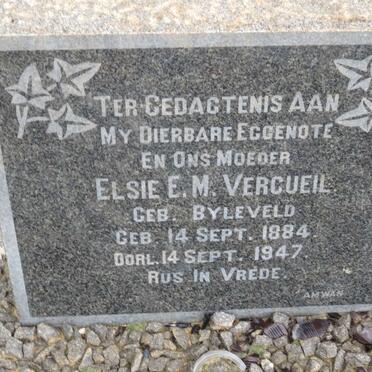 TER GEDAGTENIS AAN
MY DIERBARE EGGENOTE
EN ONS MOEDER
ELSIE E.M. VERGUEIL
GEB. BYLEVELD
GEB. 14 SEPT. 1884.
OORL. 14 SEPT. 1947.
RUS IN VREDE.
AMWAN